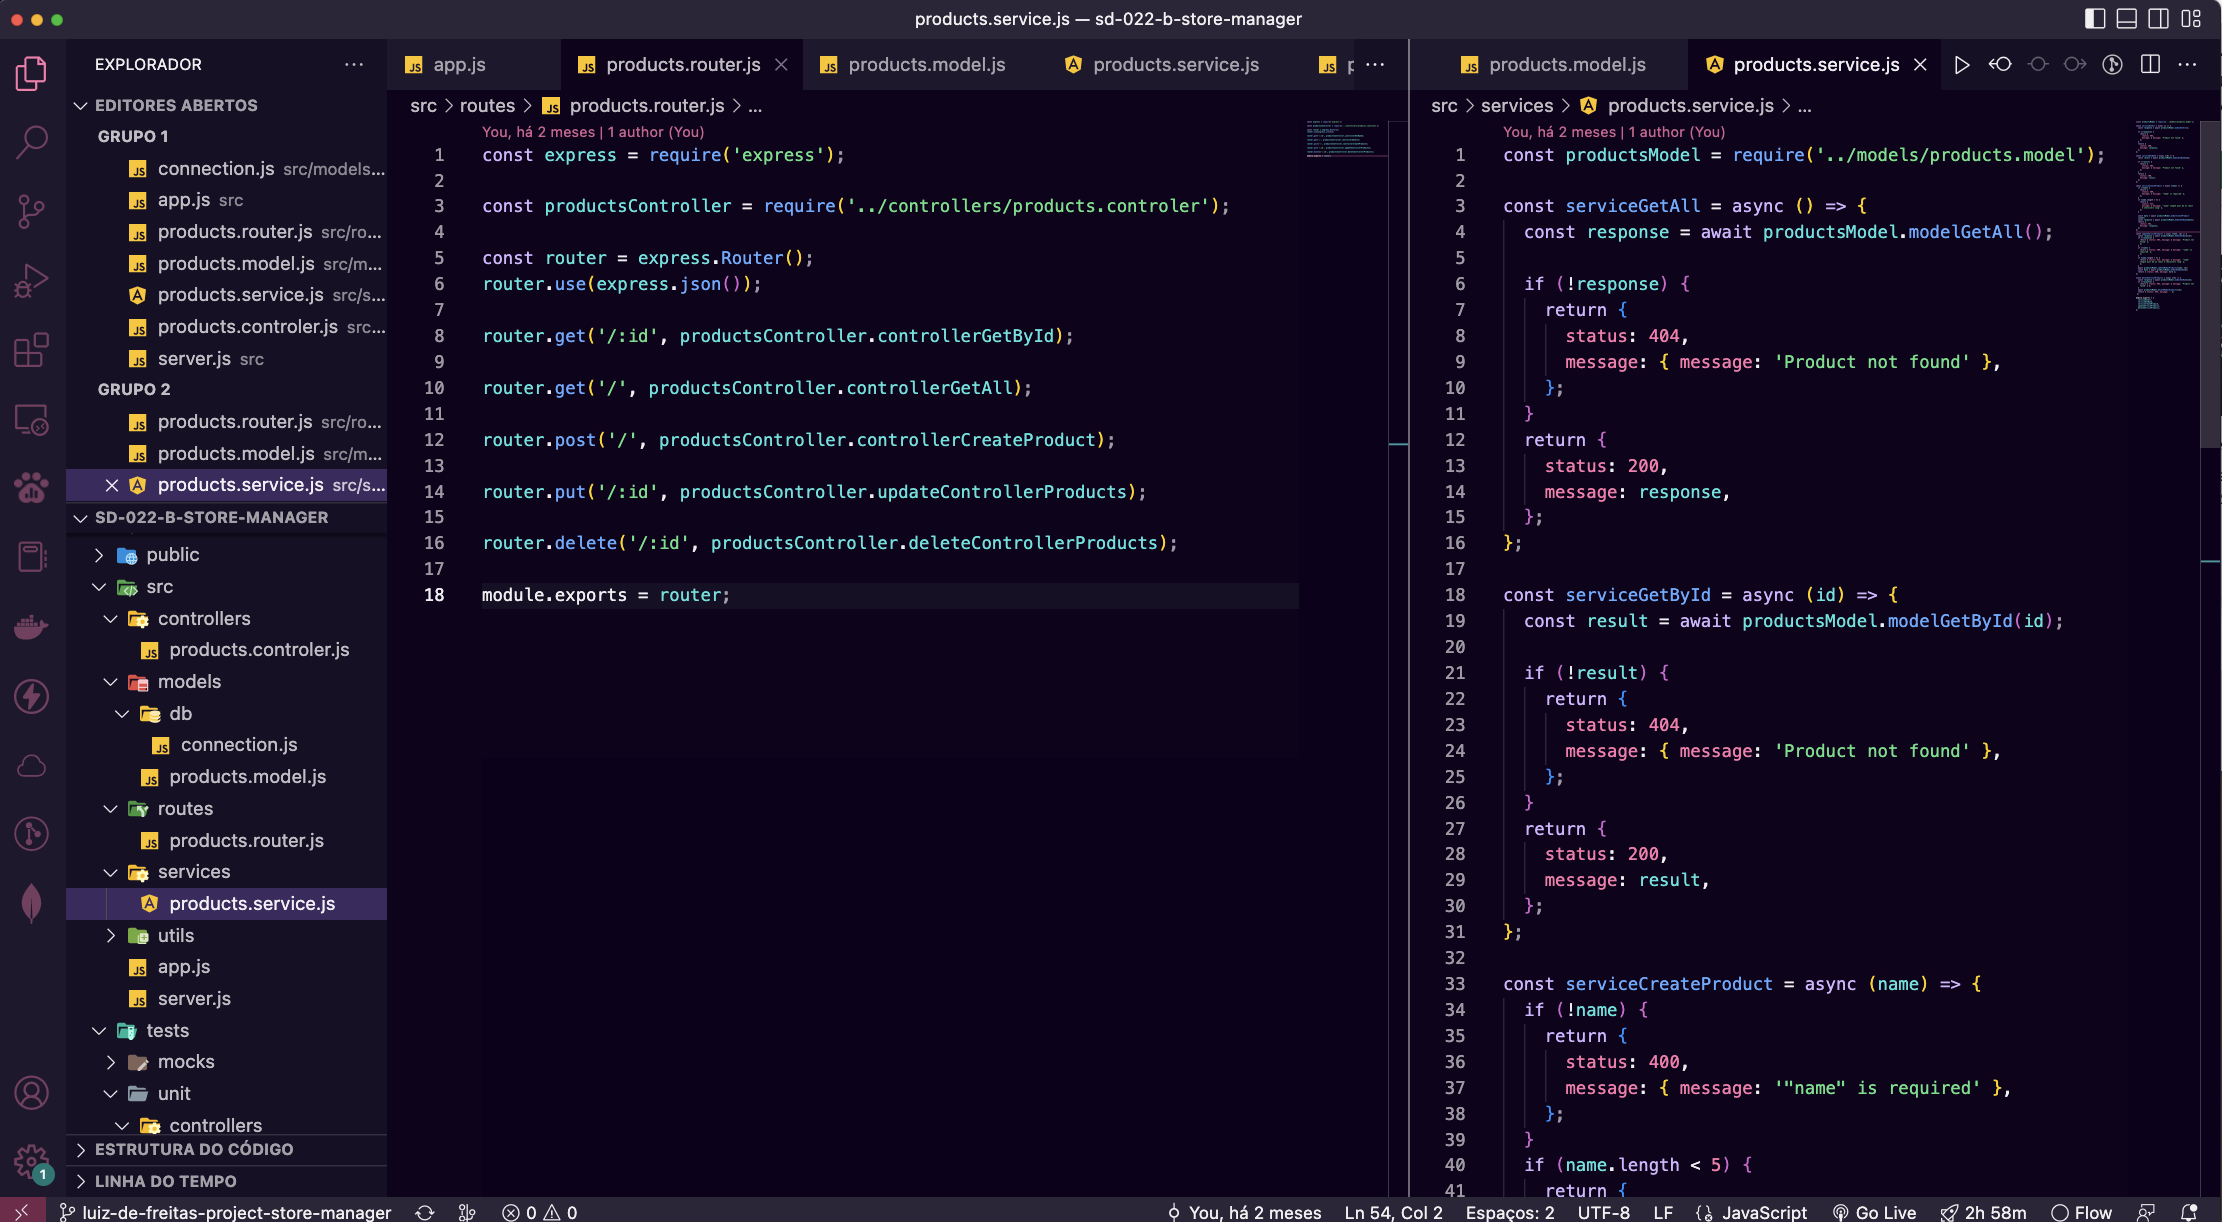 products.service.js — sd-022-b-store-manager
EXPLORADOR
EDITORES ABERTOS
GRUPO 1
connection.js src/models...
app.js src
products.router.js src/ro...
products.model.js src/m...
products.service.js src/s...
products.controler.js src...
server.js src
GRUPO 2
products.router.js src/ro...
products.model.js src/m...
products.service.js src/s...
SD-022-B-STORE-MANAGER
public
src
controllers
products.controler.js
models
db
connection.js
products.model.js
routes
products.router.js
services
products.service.js
utils
app.js
server.js
tests
mocks
unit
controllers
ESTRUTURA DO CÓDIGO
LINHA DO TEMPO
app.js products.router.js products.model.js products.service.js
src > routes > products.router.js > ...
You, há 2 meses | 1 author (You)
1 const express = require('express');
2
3 const productsController = require('../controllers/products.controler');
4
5 const router = express.Router();
6 router.use(express.json());
7
8 router.get('/:id', productsController.controllerGetById);
9
10 router.get('/', productsController.controllerGetAll);
11
12 router.post('/', productsController.controllerCreateProduct);
13
14 router.put('/:id', productsController.updateControllerProducts);
15
16 router.delete('/:id', productsController.deleteControllerProducts);
17
18 module.exports = router;
products.model.js products.service.js
src > services > products.service.js > ...
You, há 2 meses | 1 author (You)
1 const productsModel = require('../models/products.model');
2
3 const serviceGetAll = async () => {
4 const response = await productsModel.modelGetAll();
5
6 if (!response) {
7 return {
8 status: 404,
9 message: { message: 'Product not found' },
10 };
11 }
12 return {
13 status: 200,
14 message: response,
15 };
16 };
17
18 const serviceGetById = async (id) => {
19 const result = await productsModel.modelGetById(id);
20
21 if (!result) {
22 return {
23 status: 404,
24 message: { message: 'Product not found' },
25 };
26 }
27 return {
28 status: 200,
29 message: result,
30 };
31 };
32
33 const serviceCreateProduct = async (name) => {
34 if (!name) {
35 return {
36 status: 400,
37 message: { message: '"name" is required' },
38 };
39 }
40 if (name.length < 5) {
41 return {
1
luiz-de-freitas-project-store-manager 0 0 You, há 2 meses Ln 54, Col 2 Espaços: 2 UTF-8 LF JavaScript Go Live 2h 58m Flow